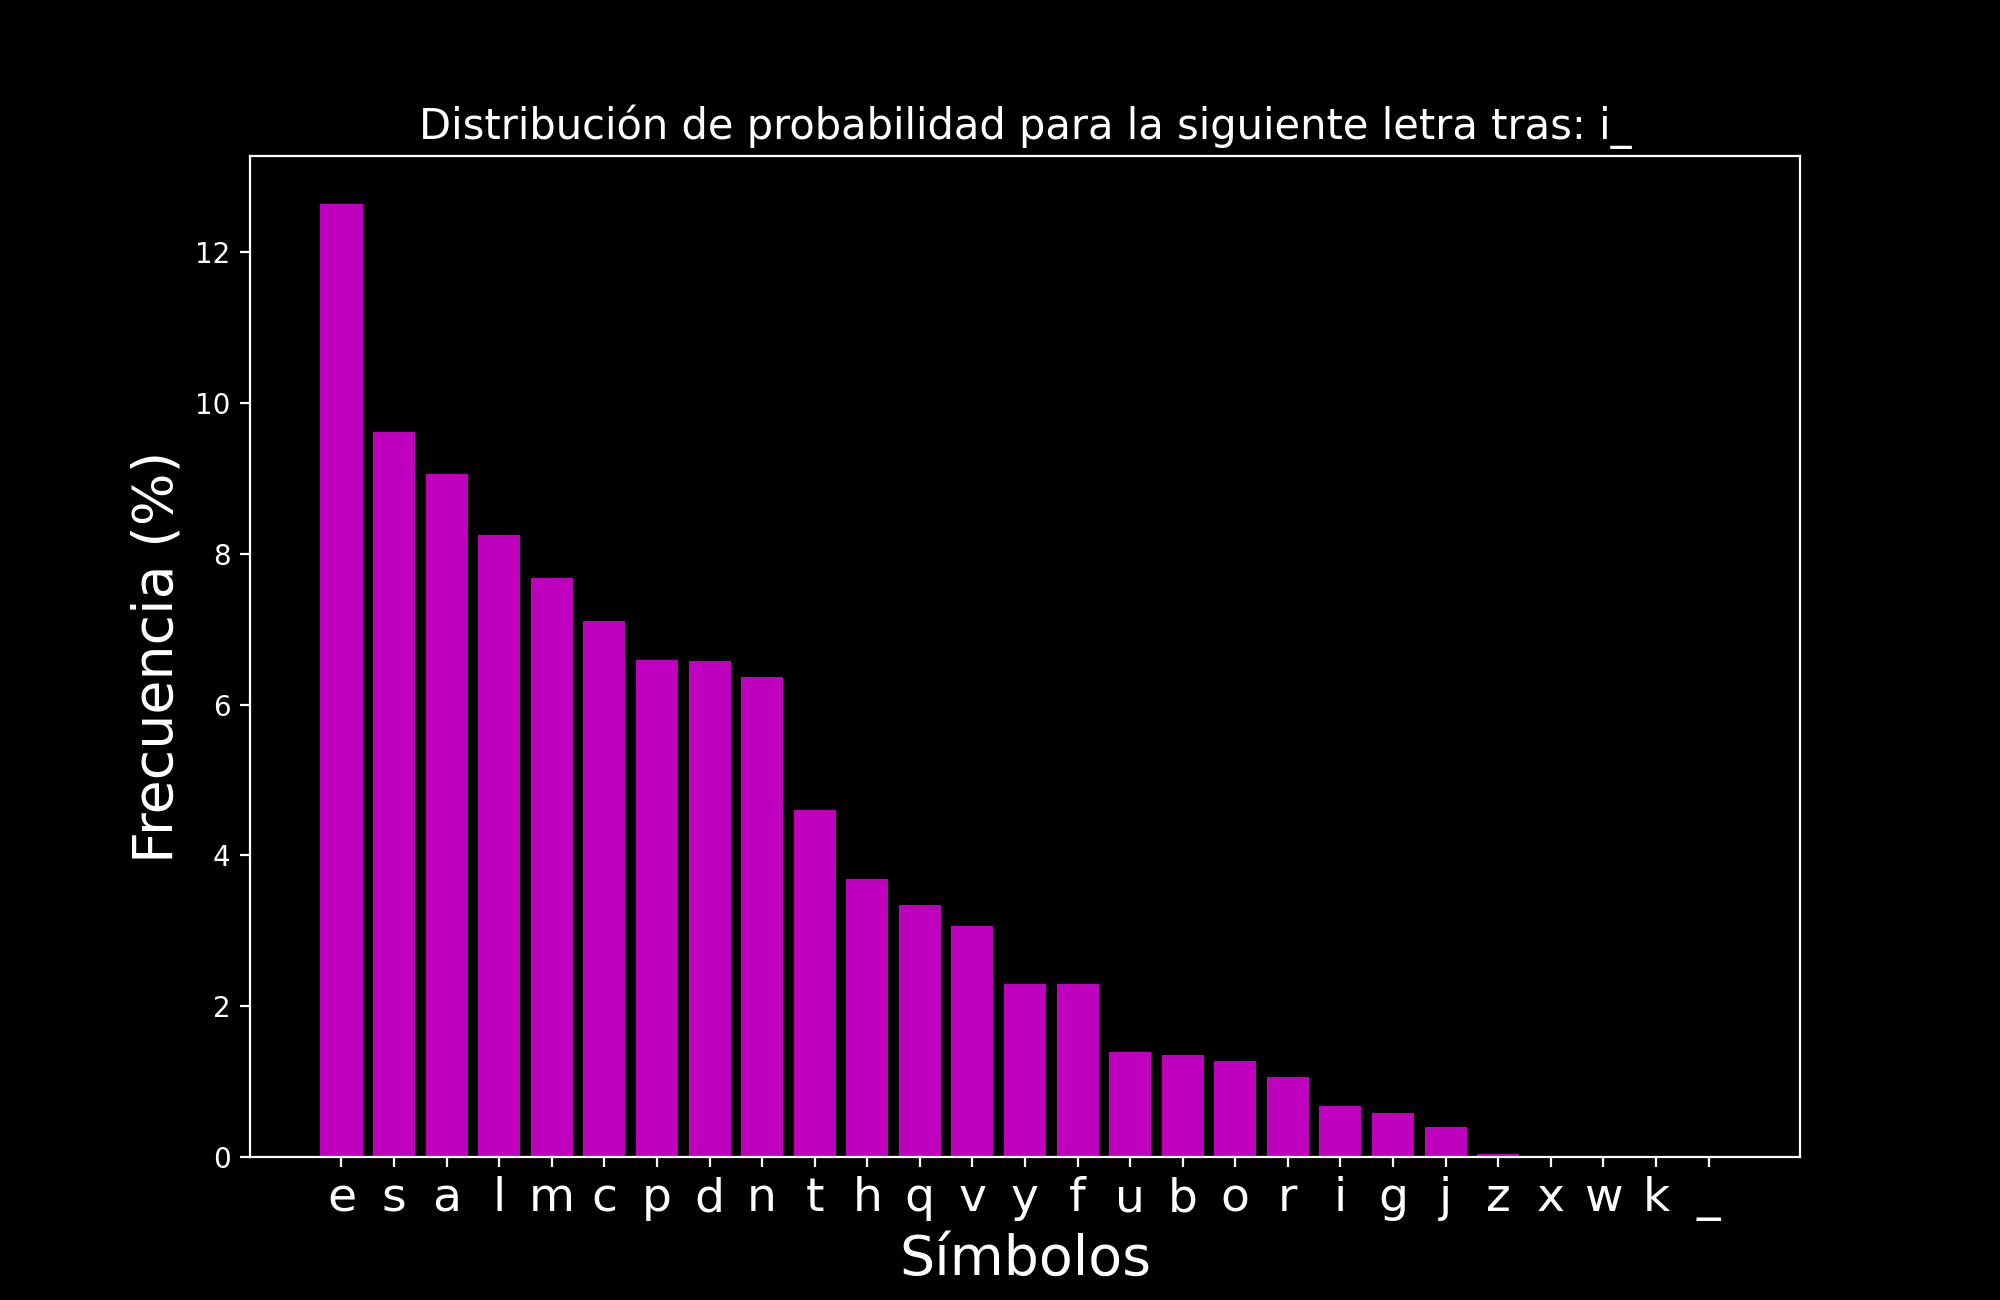 Distribución de probabilidad para la siguiente letra tras: i_
Frecuencia (%)
12
10
8
6
4
2
0
e s a l m c p d n t h q v y f u b o r i g j z x w k _
Símbolos